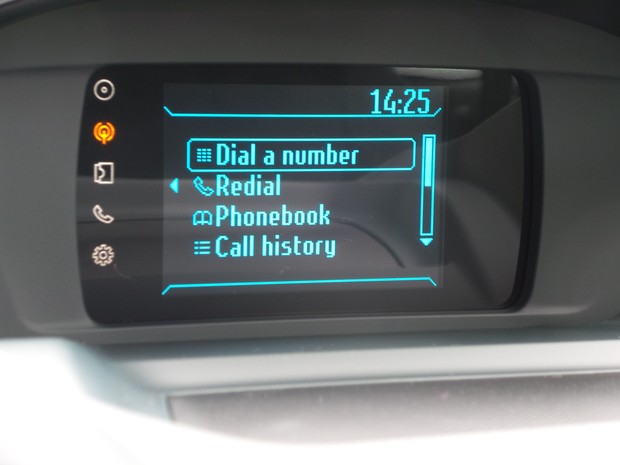 14:25
Dial a number
Redial
Phonebook
Call history